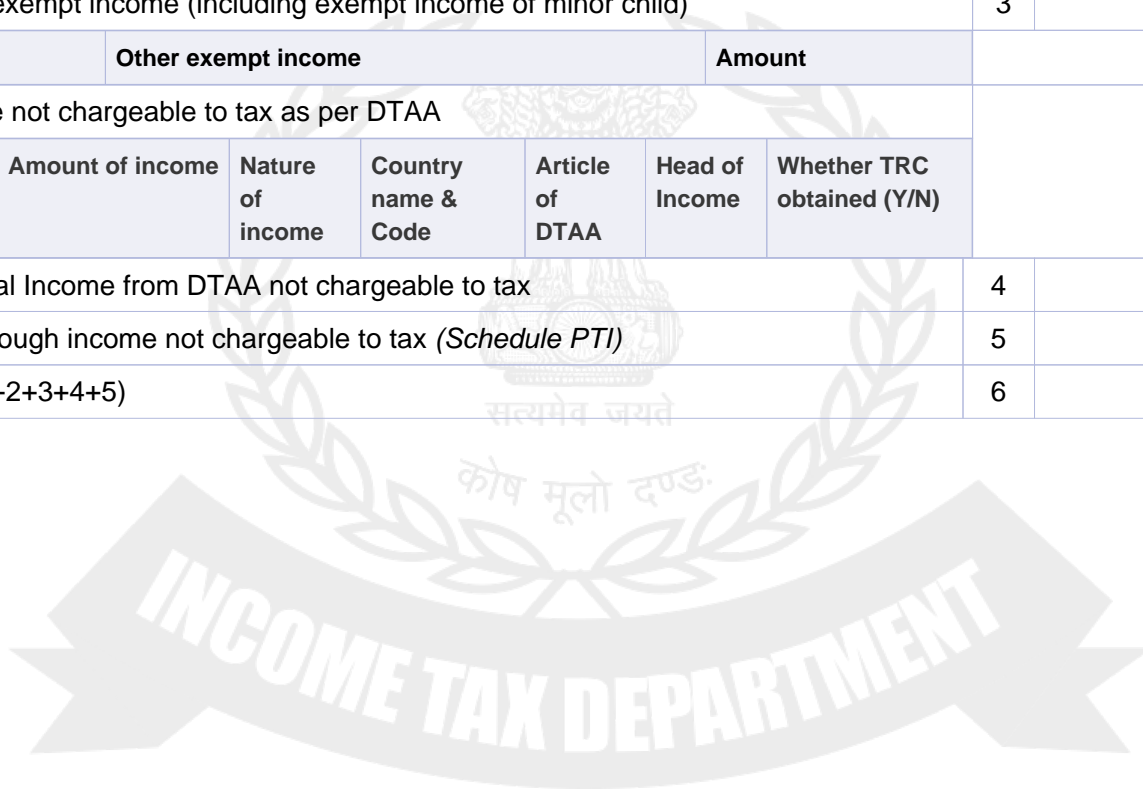 exempt income (including exempt income of minor child) 3
Other exempt income Amount
e not chargeable to tax as per DTAA
Amount of income Nature of income Country name & Code Article of DTAA Head of Income Whether TRC obtained (Y/N)
al Income from DTAA not chargeable to tax 4
ough income not chargeable to tax (Schedule PTI) 5
+2+3+4+5) 6
सत्यमेव जयते
कोष मूलो दण्डः
INCOME TAX DEPARTMENT